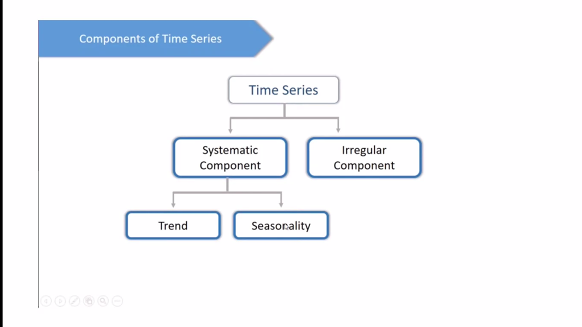 Components of Time Series
Time Series
Systematic
Component
Irregular
Component
Trend
Seasonality